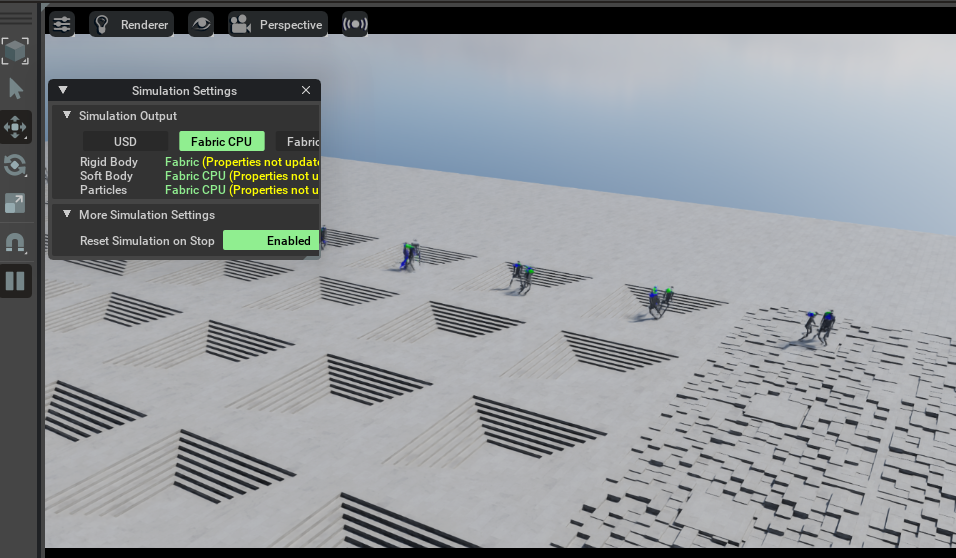 Renderer
Perspective
Simulation Settings
Simulation Output
USD
Fabric CPU
Fabric
Rigid Body Fabric (Properties not update
Soft Body Fabric CPU (Properties not u
Particles Fabric CPU (Properties not u
More Simulation Settings
Reset Simulation on Stop Enabled